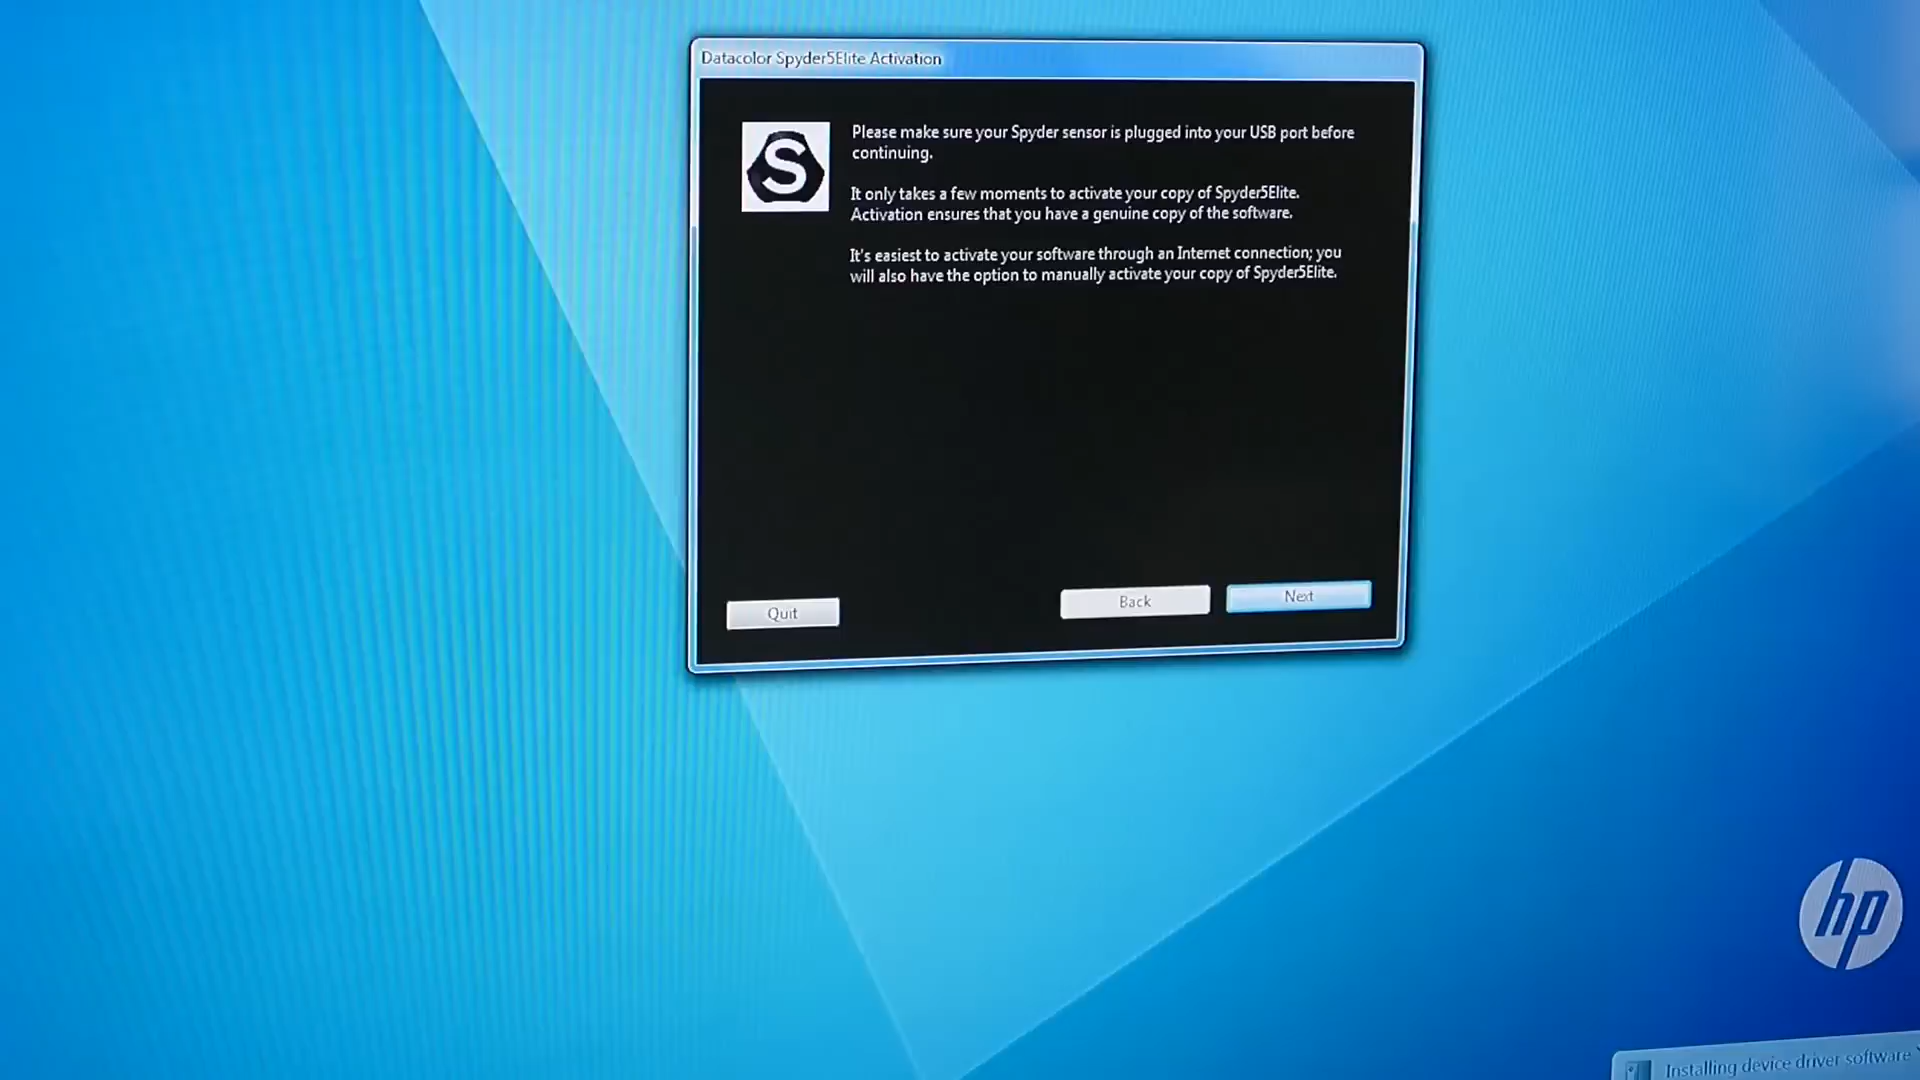 Datacolor Spyder5Elite Activation
S
Please make sure your Spyder sensor is plugged into your USB port before
continuing.
It only takes a few moments to activate your copy of Spyder5Elite.
Activation ensures that you have a genuine copy of the software.
It's easiest to activate your software through an Internet connection; you
will also have the option to manually activate your copy of Spyder5Elite.
Quit
Back
Next
hp
Installing device driver software